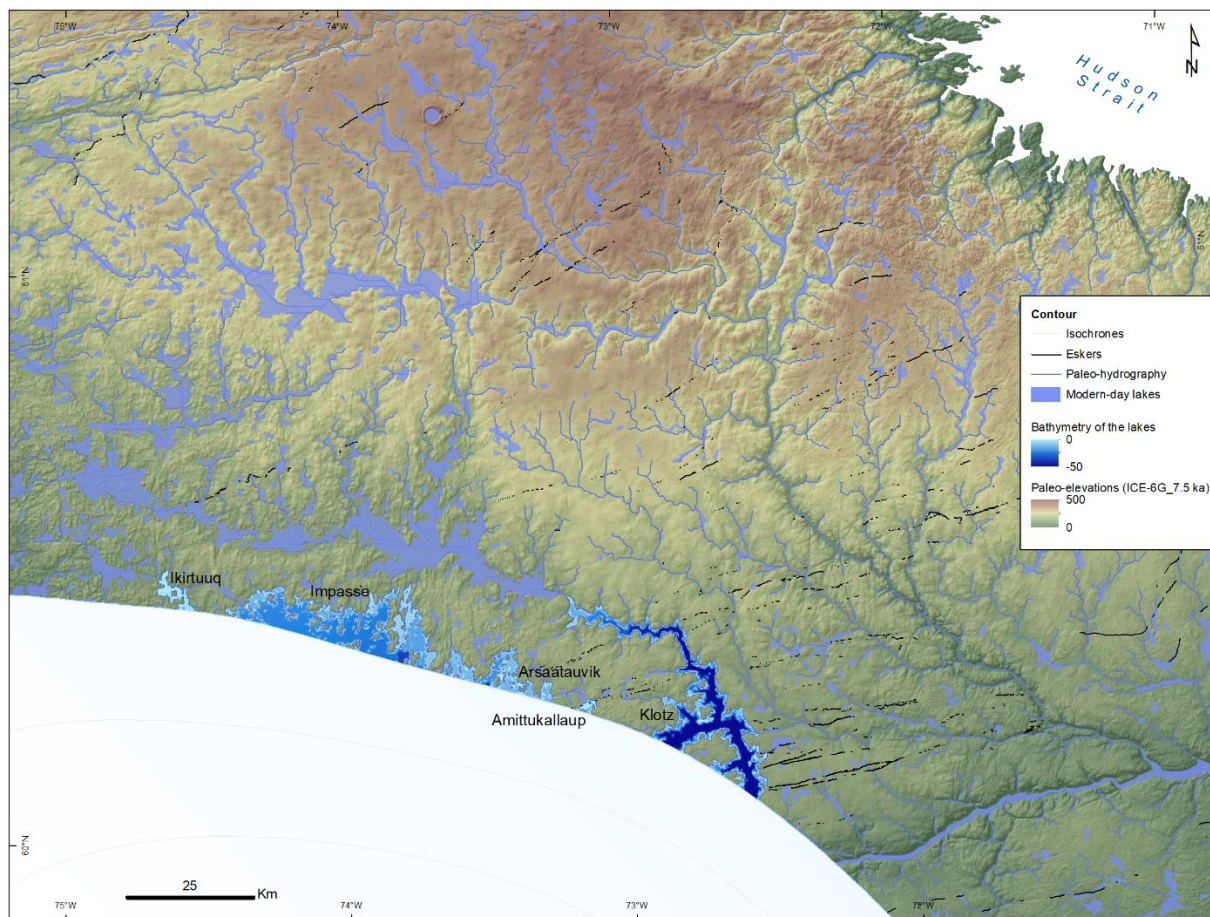 75°W
74°W
73°W
72°W
71°W
N
Hudson
Strait
61°N
61°N
Contour
Isochrones
Eskers
Paleo-hydrography
Modern-day lakes
Bathymetry of the lakes
0
-50
Paleo-elevations (ICE-6G_7.5 ka)
500
0
Ikirtuuq
Impasse
Arsaatauvik
Amittukallaup
Klotz
60°N
25
Km
75°W
74°W
73°W
72°W